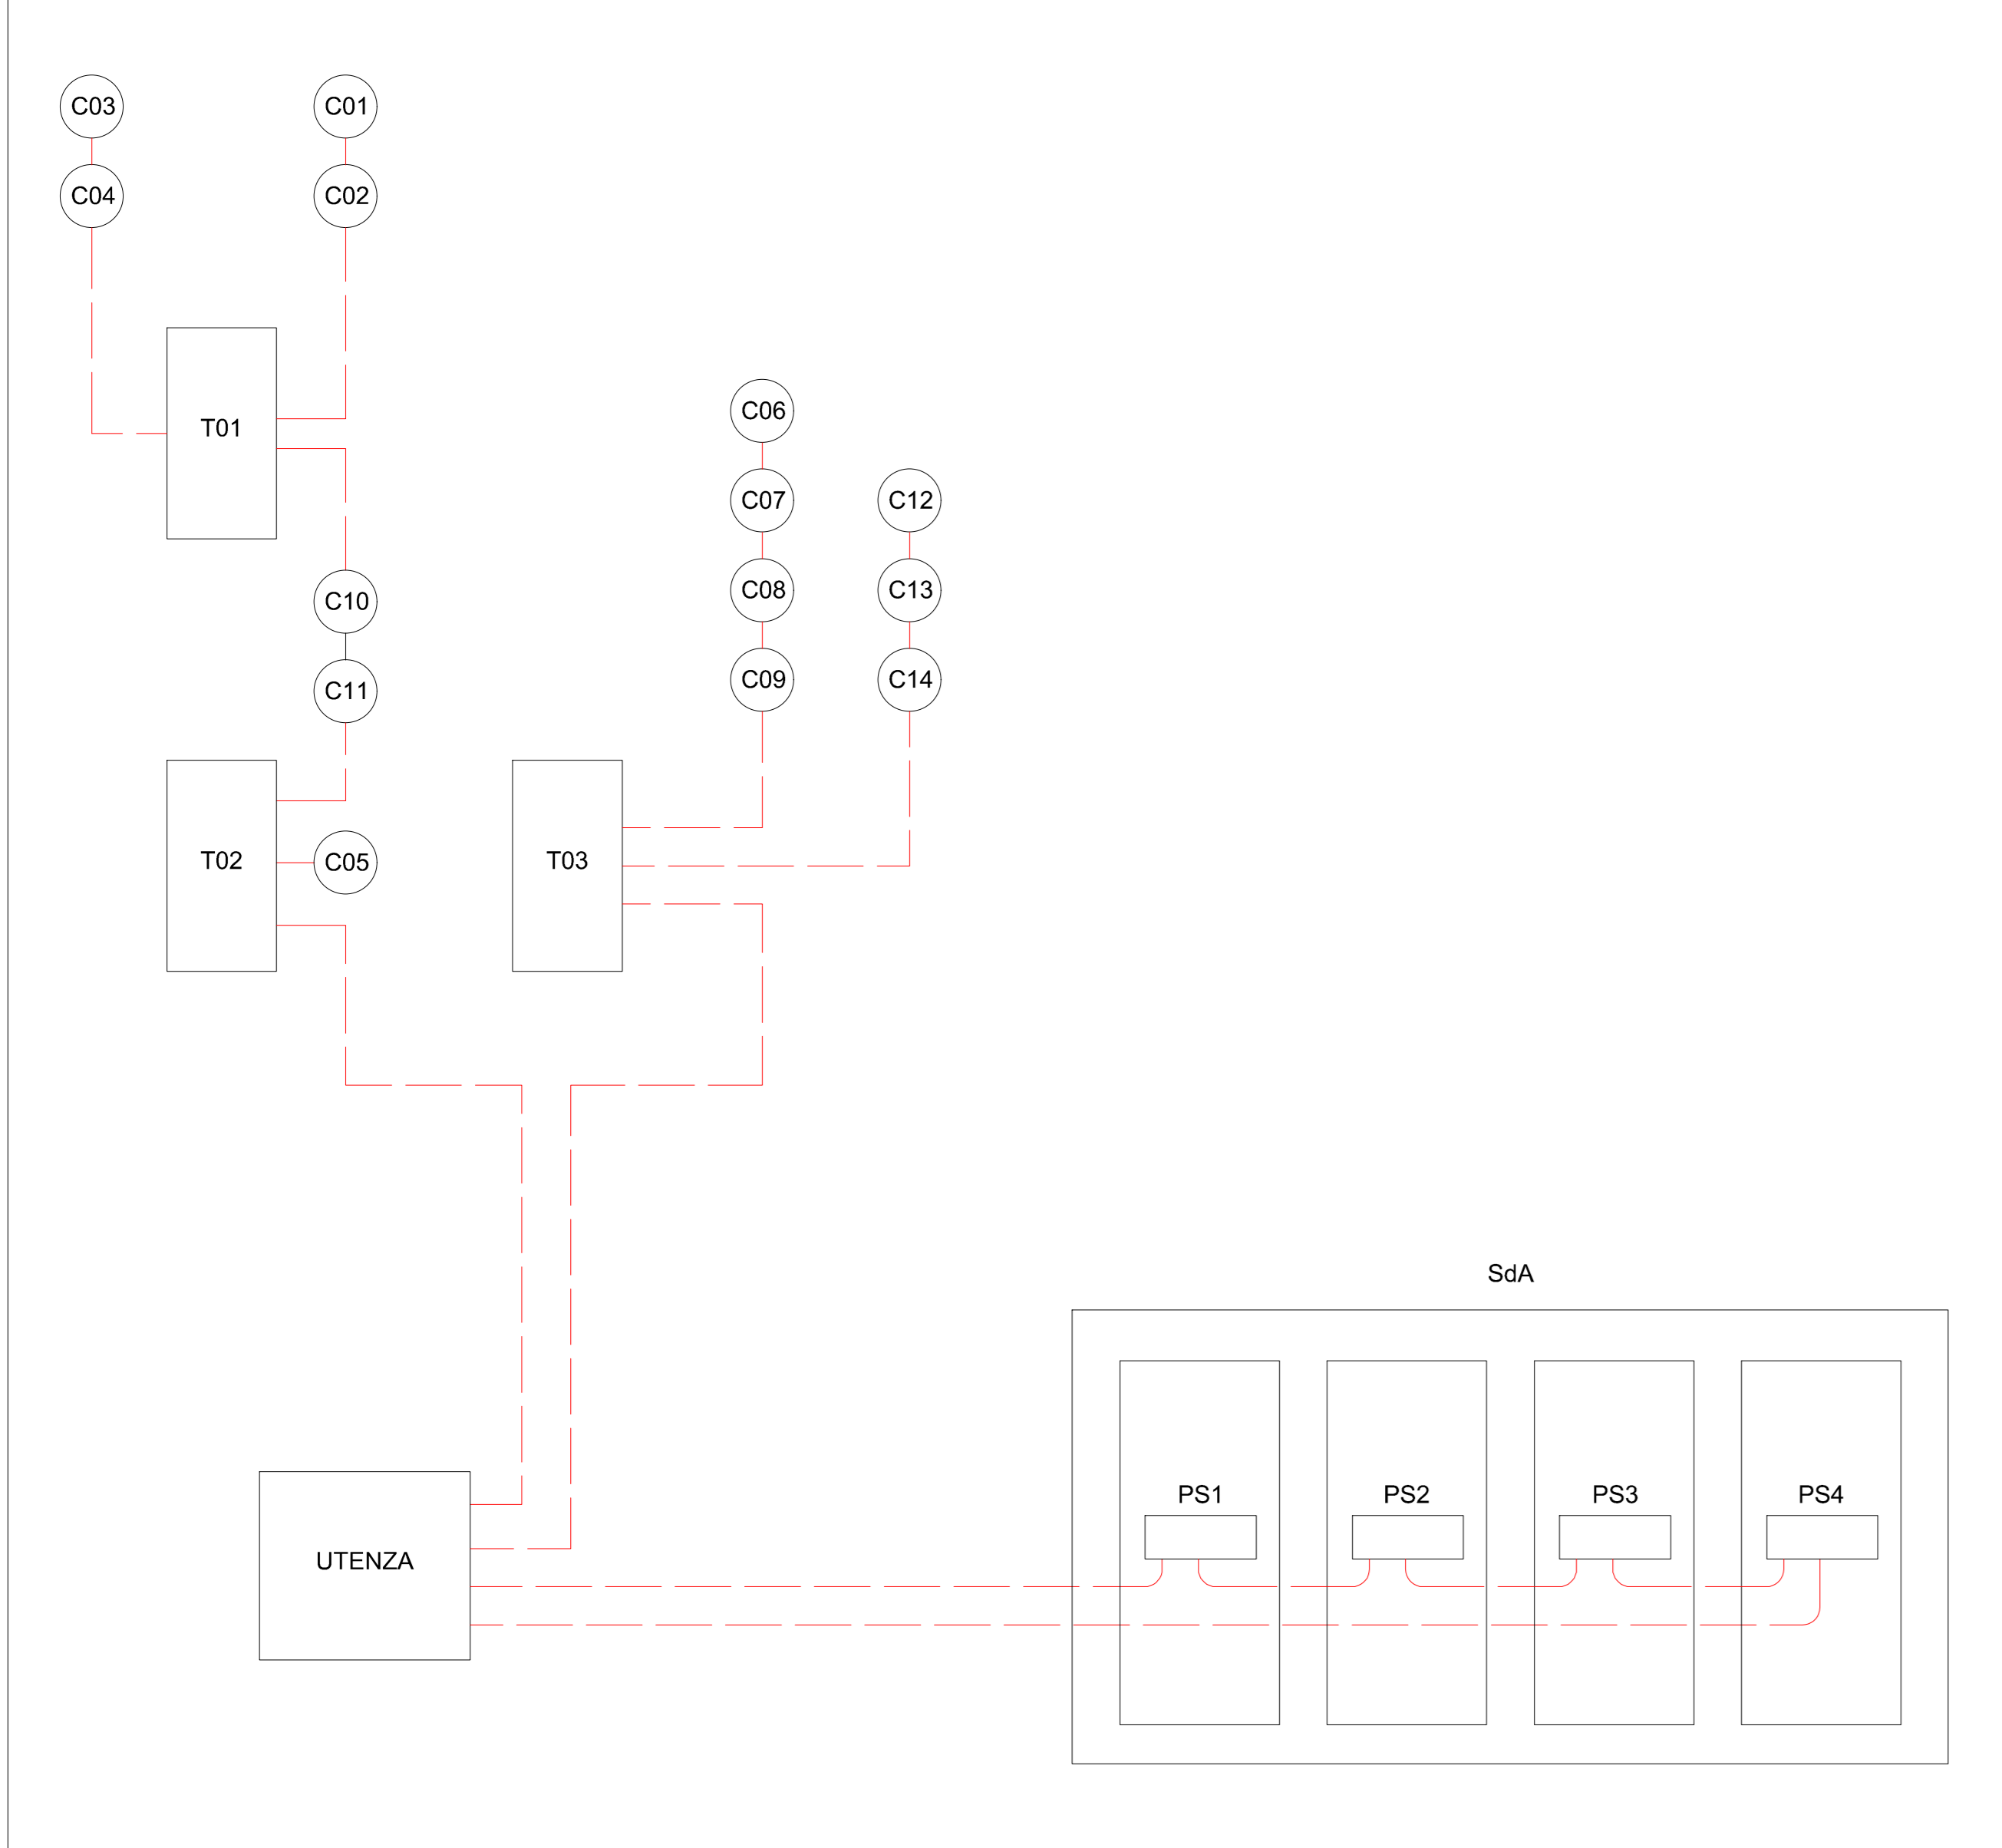 C03
C01
C04
C02
T01
C06
C07
C12
C10
C08
C13
C11
C09
C14
T02
C05
T03
SdA
PS1
PS2
PS3
PS4
UTENZA